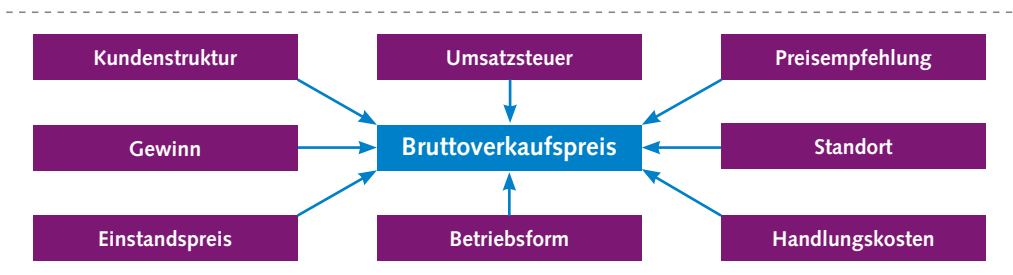 Kundenstruktur
Umsatzsteuer
Preisempfehlung
Gewinn
Bruttoverkaufspreis
Standort
Einstandspreis
Betriebsform
Handlungskosten